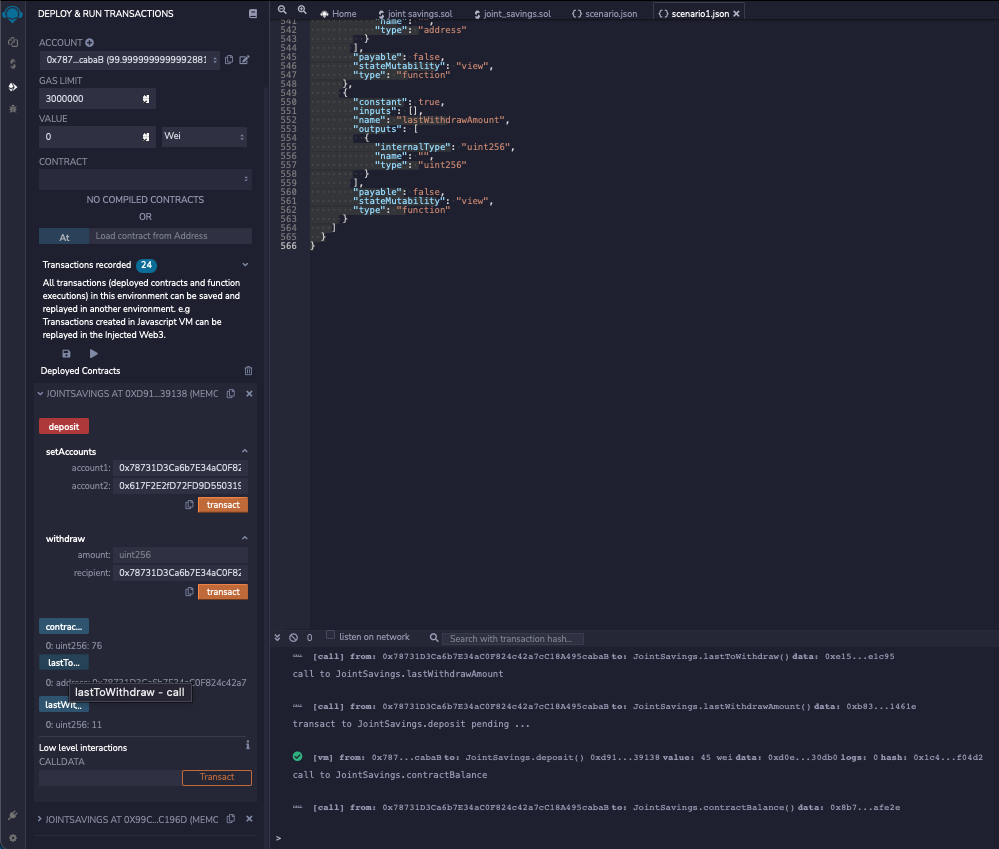 DEPLOY & RUN TRANSACTIONS
ACCOUNT
0x787...cabaB (99.9999999999992881
GAS LIMIT
3000000
VALUE
0
Wei
CONTRACT
NO COMPILED CONTRACTS
OR
At
Load contract from Address
Transactions recorded 24
All transactions (deployed contracts and function
executions) in this environment can be saved and
replayed in another environment. e.g
Transactions created in Javascript VM can be
replayed in the Injected Web3.
Deployed Contracts
JOINTSAVINGS AT 0XD91...39138 (MEMC
deposit
setAccounts
account1: 0x78731D3Ca6b7E34aC0F82
account2: 0x617F2E2fD72FD9D550319
transact
withdraw
amount: uint256
recipient: 0x78731D3Ca6b7E34aC0F82
transact
contrac...
0: uint256: 76
lastTo...
0: address: 0x78731D3Ca6b7E34aC0F824c42a7
lastToWithdraw - call
lastWit...
0: uint256: 11
Low level interactions
CALLDATA
Transact
JOINTSAVINGS AT 0X99C...C196D (MEMC
Home
joint savings.sol
joint_savings.sol
scenario.json
scenario1.json
541 "name": "",
542 "type": "address"
543 }
544 ],
545 "payable": false,
546 "stateMutability": "view",
547 "type": "function"
548 },
549 {
550 "constant": true,
551 "inputs": [],
552 "name": "lastWithdrawAmount",
553 "outputs": [
554 {
555 "internalType": "uint256",
556 "name": "",
557 "type": "uint256"
558 }
559 ],
560 "payable": false,
561 "stateMutability": "view",
562 "type": "function"
563 }
564 ]
565 }
566 }
0
listen on network
Search with transaction hash...
[call] from: 0x78731D3Ca6b7E34aC0F824c42a7cC18A495cabaB to: JointSavings.lastToWithdraw() data: 0xe15...e1c95
call to JointSavings.lastWithdrawAmount
[call] from: 0x78731D3Ca6b7E34aC0F824c42a7cC18A495cabaB to: JointSavings.lastWithdrawAmount() data: 0xb83...1461e
transact to JointSavings.deposit pending ...
[vm] from: 0x787...cabaB to: JointSavings.deposit() 0xd91...39138 value: 45 wei data: 0xd0e...30db0 logs: 0 hash: 0x1c4...f04d2
call to JointSavings.contractBalance
[call] from: 0x78731D3Ca6b7E34aC0F824c42a7cC18A495cabaB to: JointSavings.contractBalance() data: 0x8b7...afe2e
>